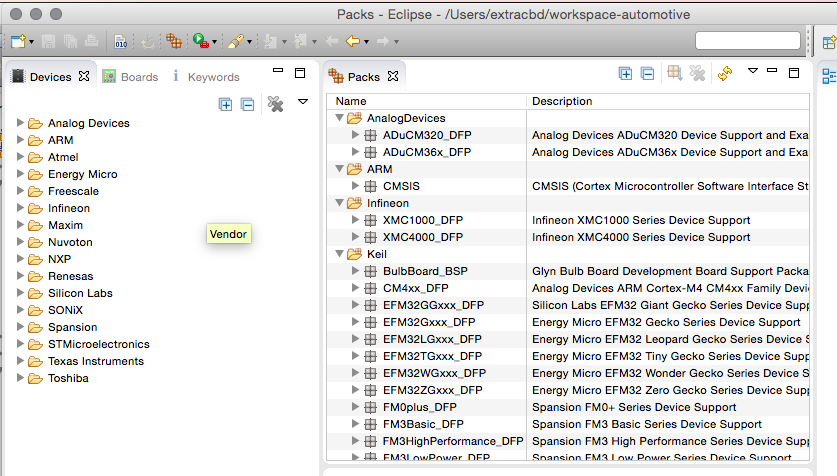 Packs - Eclipse - /Users/extracbd/workspace-automotive
010
Devices
Boards
Keywords
Analog Devices
ARM
Atmel
Energy Micro
Freescale
Infineon
Maxim
Nuvoton
NXP
Renesas
Silicon Labs
SONiX
Spansion
STMicroelectronics
Texas Instruments
Toshiba
Vendor
Packs
Name Description
AnalogDevices
ADuCM320_DFP Analog Devices ADuCM320 Device Support and Exa
ADuCM36x_DFP Analog Devices ADuCM36x Device Support and Exa
ARM
CMSIS CMSIS (Cortex Microcontroller Software Interface St
Infineon
XMC1000_DFP Infineon XMC1000 Series Device Support
XMC4000_DFP Infineon XMC4000 Series Device Support
Keil
BulbBoard_BSP Glyn Bulb Board Development Board Support Packa
CM4xx_DFP Analog Devices ARM Cortex-M4 CM4xx Family Devic
EFM32GGxxx_DFP Silicon Labs EFM32 Giant Gecko Series Device Supp
EFM32Gxxx_DFP Energy Micro EFM32 Gecko Series Device Support
EFM32LGxxx_DFP Energy Micro EFM32 Leopard Gecko Series Device
EFM32TGxxx_DFP Energy Micro EFM32 Tiny Gecko Series Device Supp
EFM32WGxxx_DFP Energy Micro EFM32 Wonder Gecko Series Device
EFM32ZGxxx_DFP Energy Micro EFM32 Zero Gecko Series Device Supp
FM0plus_DFP Spansion FM0+ Series Device Support
FM3Basic_DFP Spansion FM3 Basic Series Device Support
FM3HighPerformance_DFP Spansion FM3 High Performance Series Device Supp
FM3LowPower_DFP Spansion FM3 Low Power Series Device Support